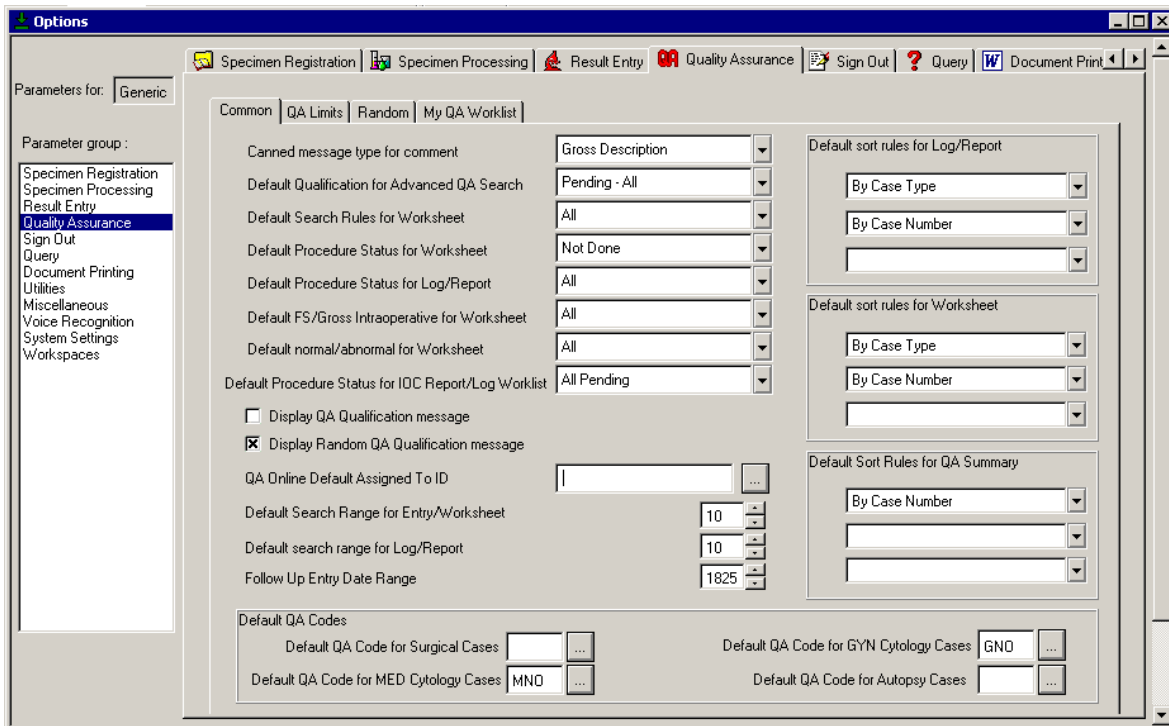 Options
Specimen Registration Specimen Processing Result Entry QA Quality Assurance Sign Out ? Query W Document Print
Parameters for: Generic
Parameter group :
Specimen Registration
Specimen Processing
Result Entry
Quality Assurance
Sign Out
Query
Document Printing
Utilities
Miscellaneous
Voice Recognition
System Settings
Workspaces
Common QA Limits Random My QA Worklist
Canned message type for comment Gross Description
Default Qualification for Advanced QA Search Pending - All
Default Search Rules for Worksheet All
Default Procedure Status for Worksheet Not Done
Default Procedure Status for Log/Report All
Default FS/Gross Intraoperative for Worksheet All
Default normal/abnormal for Worksheet All
Default Procedure Status for IOC Report/Log Worklist All Pending
Display QA Qualification message
Display Random QA Qualification message
QA Online Default Assigned To ID ...
Default Search Range for Entry/Worksheet 10
Default search range for Log/Report 10
Follow Up Entry Date Range 1825
Default sort rules for Log/Report
By Case Type
By Case Number
Default sort rules for Worksheet
By Case Type
By Case Number
Default Sort Rules for QA Summary
By Case Number
Default QA Codes
Default QA Code for Surgical Cases ...
Default QA Code for GYN Cytology Cases GNO ...
Default QA Code for MED Cytology Cases MNO ...
Default QA Code for Autopsy Cases ...